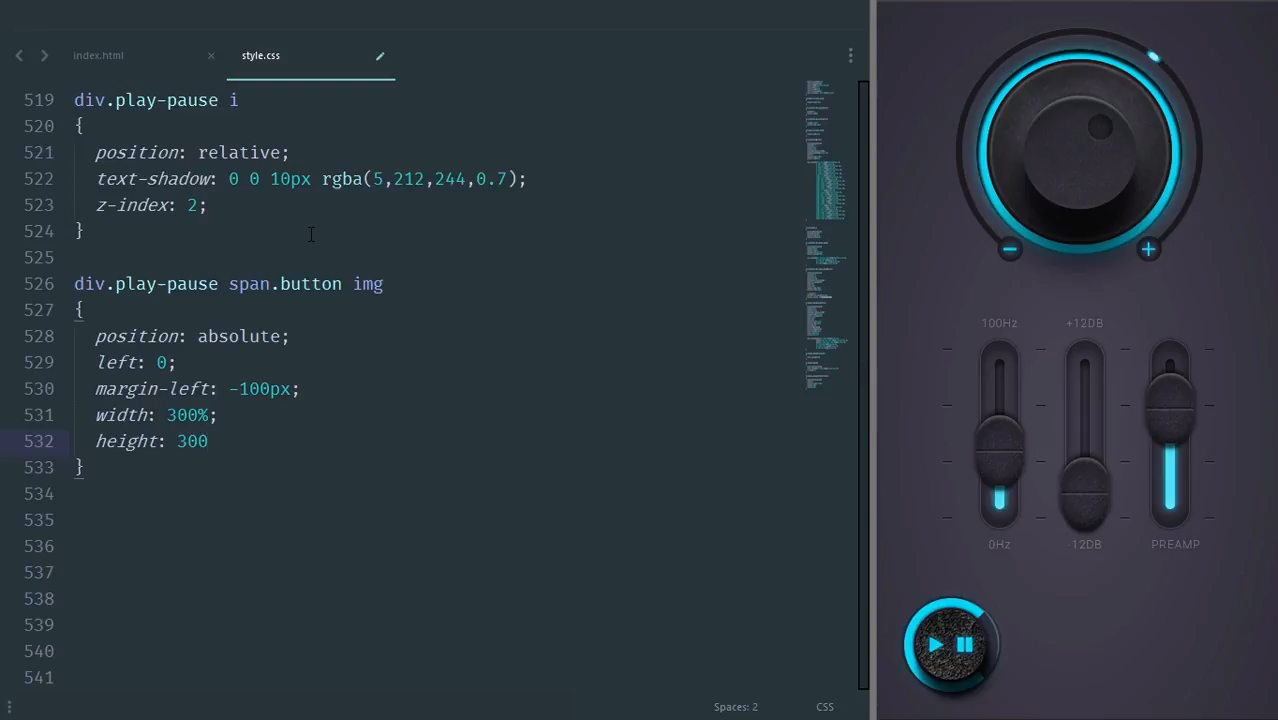 index.html
style.css
519 div.play-pause i
520 {
521 position: relative;
522 text-shadow: 0 0 10px rgba(5,212,244,0.7);
523 z-index: 2;
524 }
525
526 div.play-pause span.button img
527 {
528 position: absolute;
529 left: 0;
530 margin-left: -100px;
531 width: 300%;
532 height: 300
533 }
534
535
536
537
538
539
540
541
Spaces: 2 CSS
100Hz +12DB
0Hz -12DB PREAMP